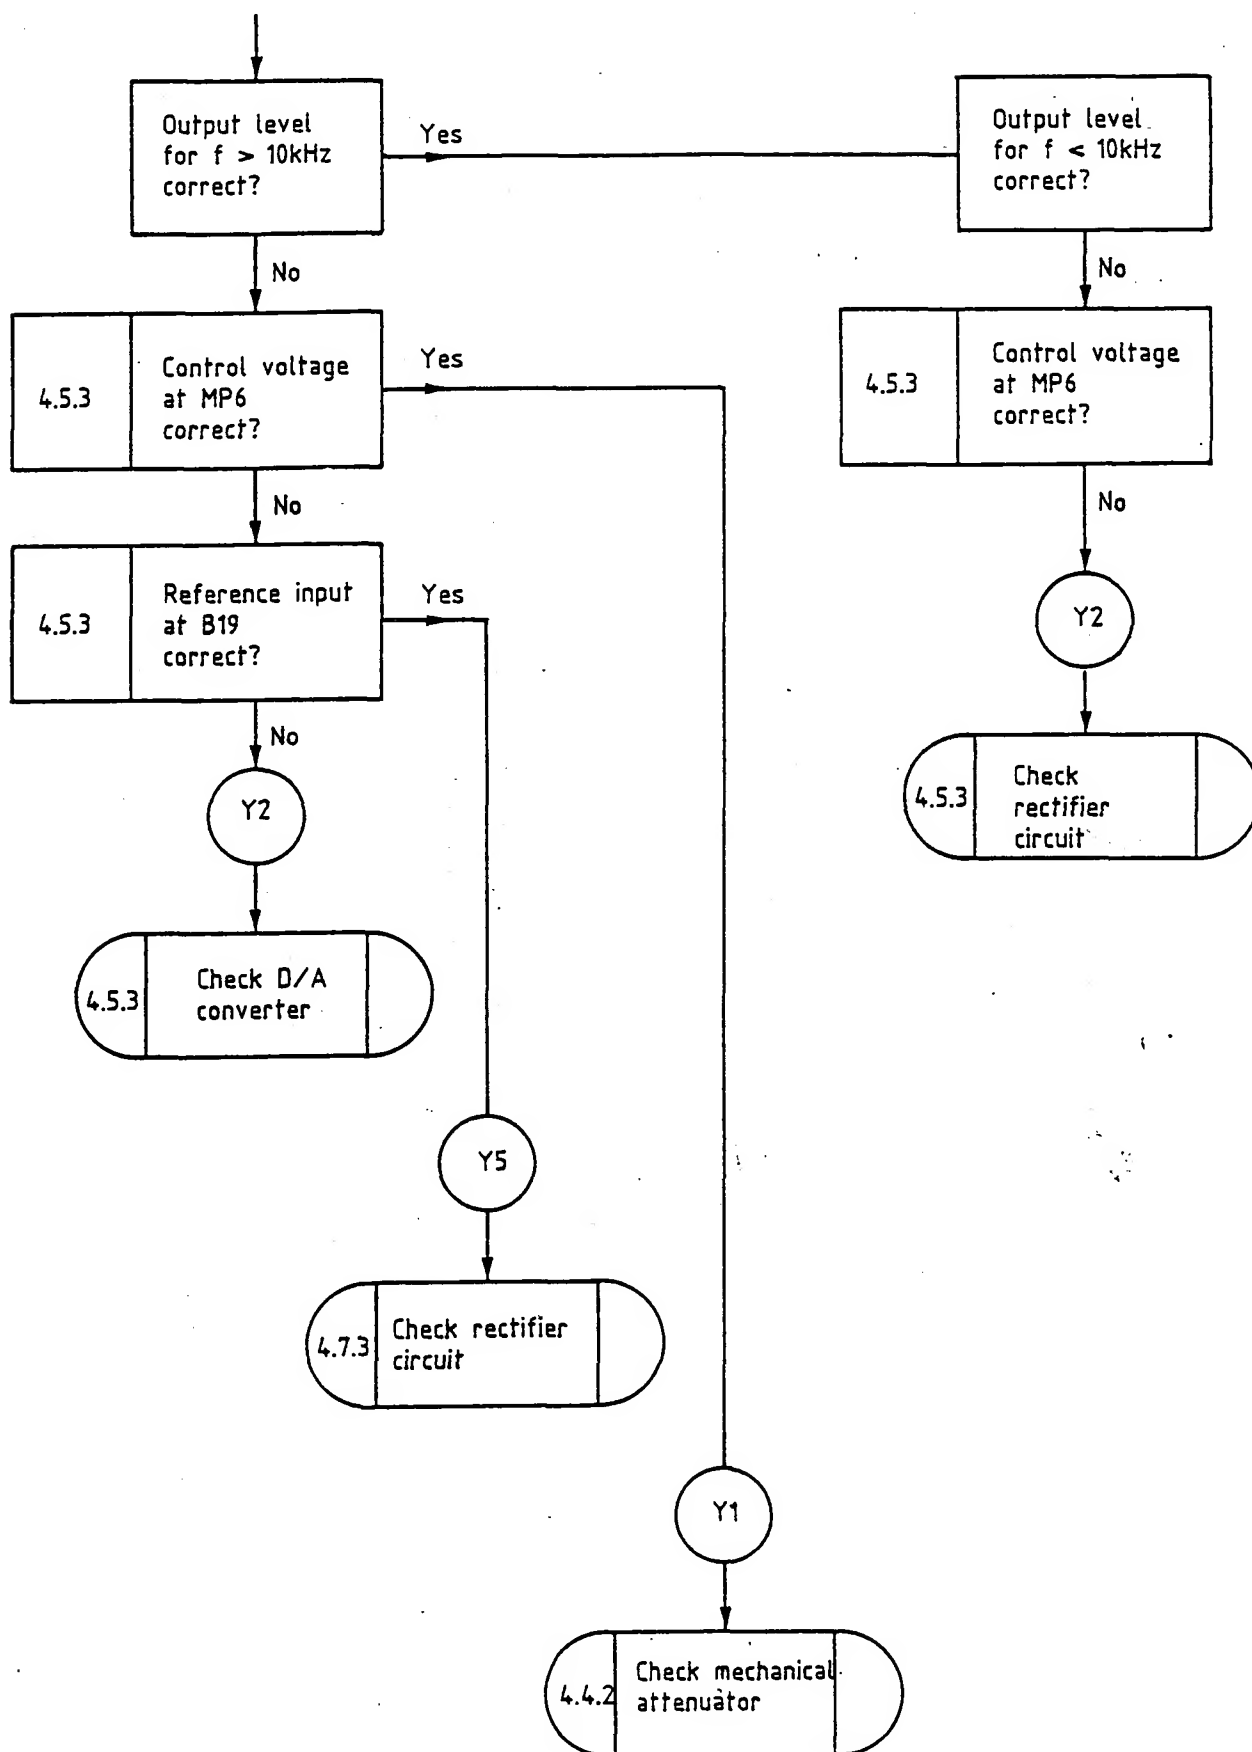 Output level
for f > 10kHz
correct?
Yes
Output level
for f < 10kHz
correct?
No
No
4.5.3
Control voltage
at MP6
correct?
Yes
4.5.3
Control voltage
at MP6
correct?
No
No
4.5.3
Reference input
at B19
correct?
Yes
Y2
No
Y2
4.5.3
Check
rectifier
circuit
4.5.3
Check D/A
converter
Y5
4.7.3
Check rectifier
circuit
Y1
4.4.2
Check mechanical
attenuator